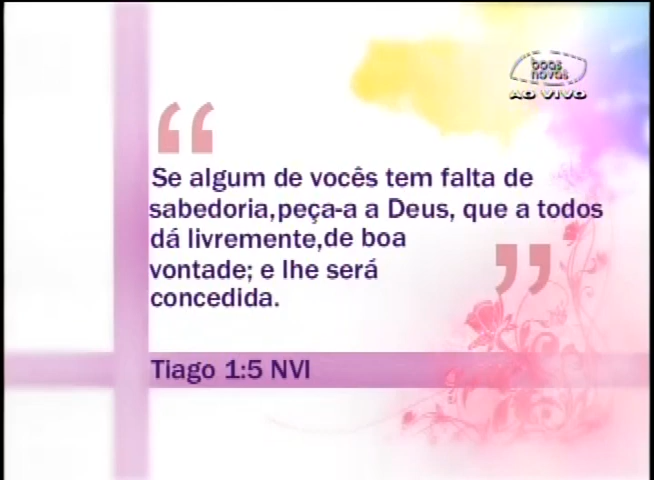 boas
novas
AO VIVO
“
Se algum de vocês tem falta de
sabedoria,peça-a a Deus, que a todos
dá livremente,de boa
vontade; e lhe será
concedida.
”
Tiago 1:5 NVI